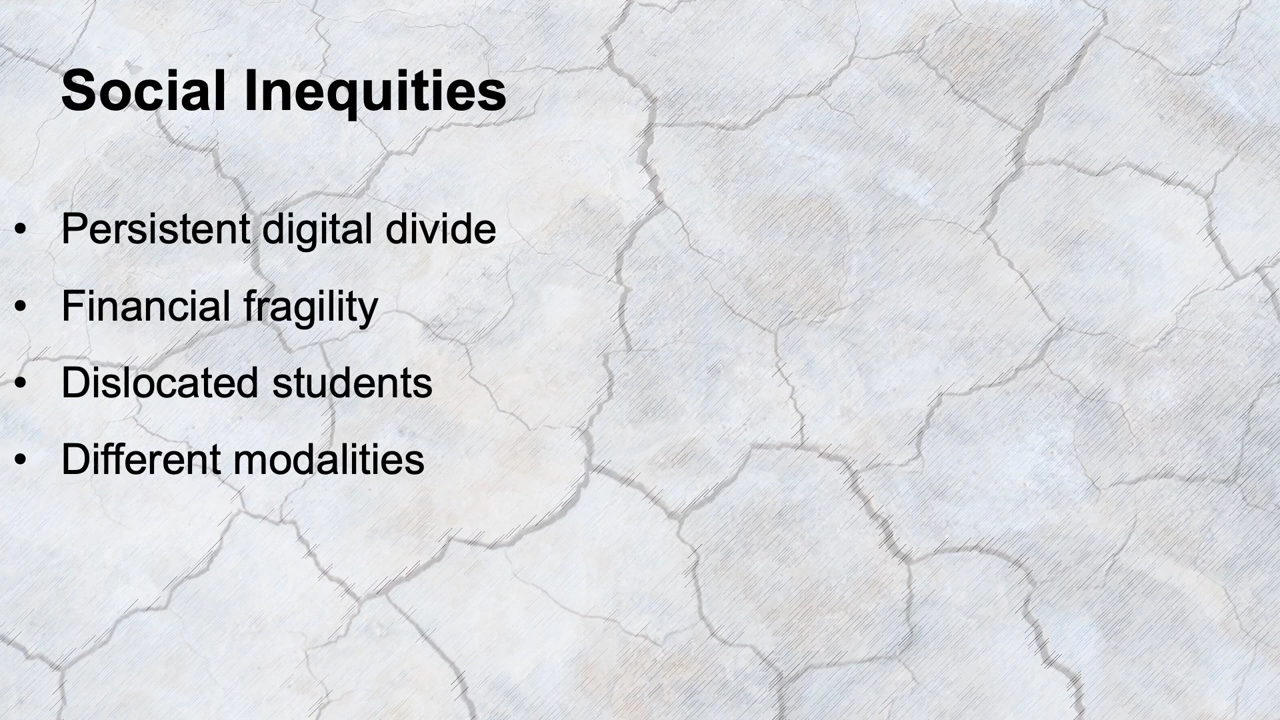 Social Inequities
• Persistent digital divide
• Financial fragility
• Dislocated students
• Different modalities